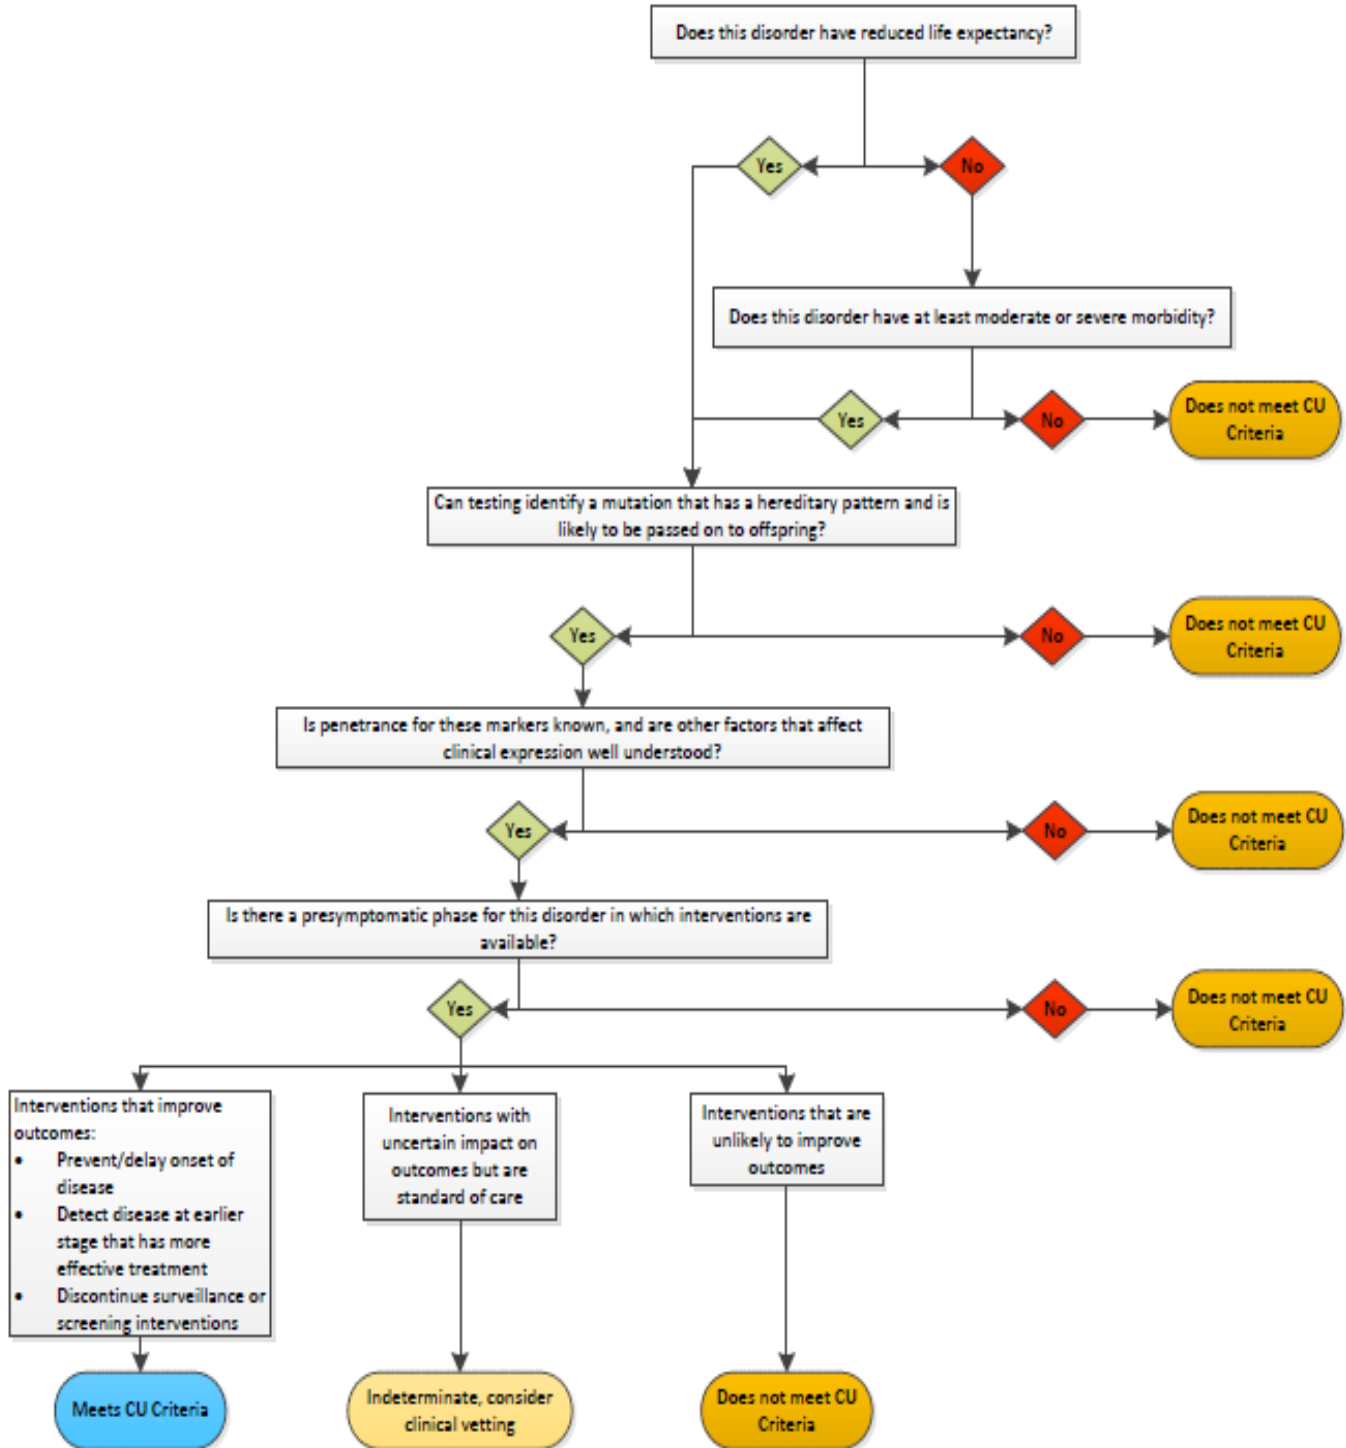 Does this disorder have reduced life expectancy?
Yes
No
Does this disorder have at least moderate or severe morbidity?
Yes
No
Does not meet CU
Criteria
Can testing identify a mutation that has a hereditary pattern and is
likely to be passed on to offspring?
Yes
No
Does not meet CU
Criteria
Is penetrance for these markers known, and are other factors that affect
clinical expression well understood?
Yes
No
Does not meet CU
Criteria
Is there a presymptomatic phase for this disorder in which interventions are
available?
Yes
No
Does not meet CU
Criteria
Interventions that improve
outcomes:
• Prevent/delay onset of
disease
• Detect disease at earlier
stage that has more
effective treatment
• Discontinue surveillance or
screening interventions
Interventions with
uncertain impact on
outcomes but are
standard of care
Interventions that are
unlikely to improve
outcomes
Meets CU Criteria
Indeterminate, consider
clinical vetting
Does not meet CU
Criteria